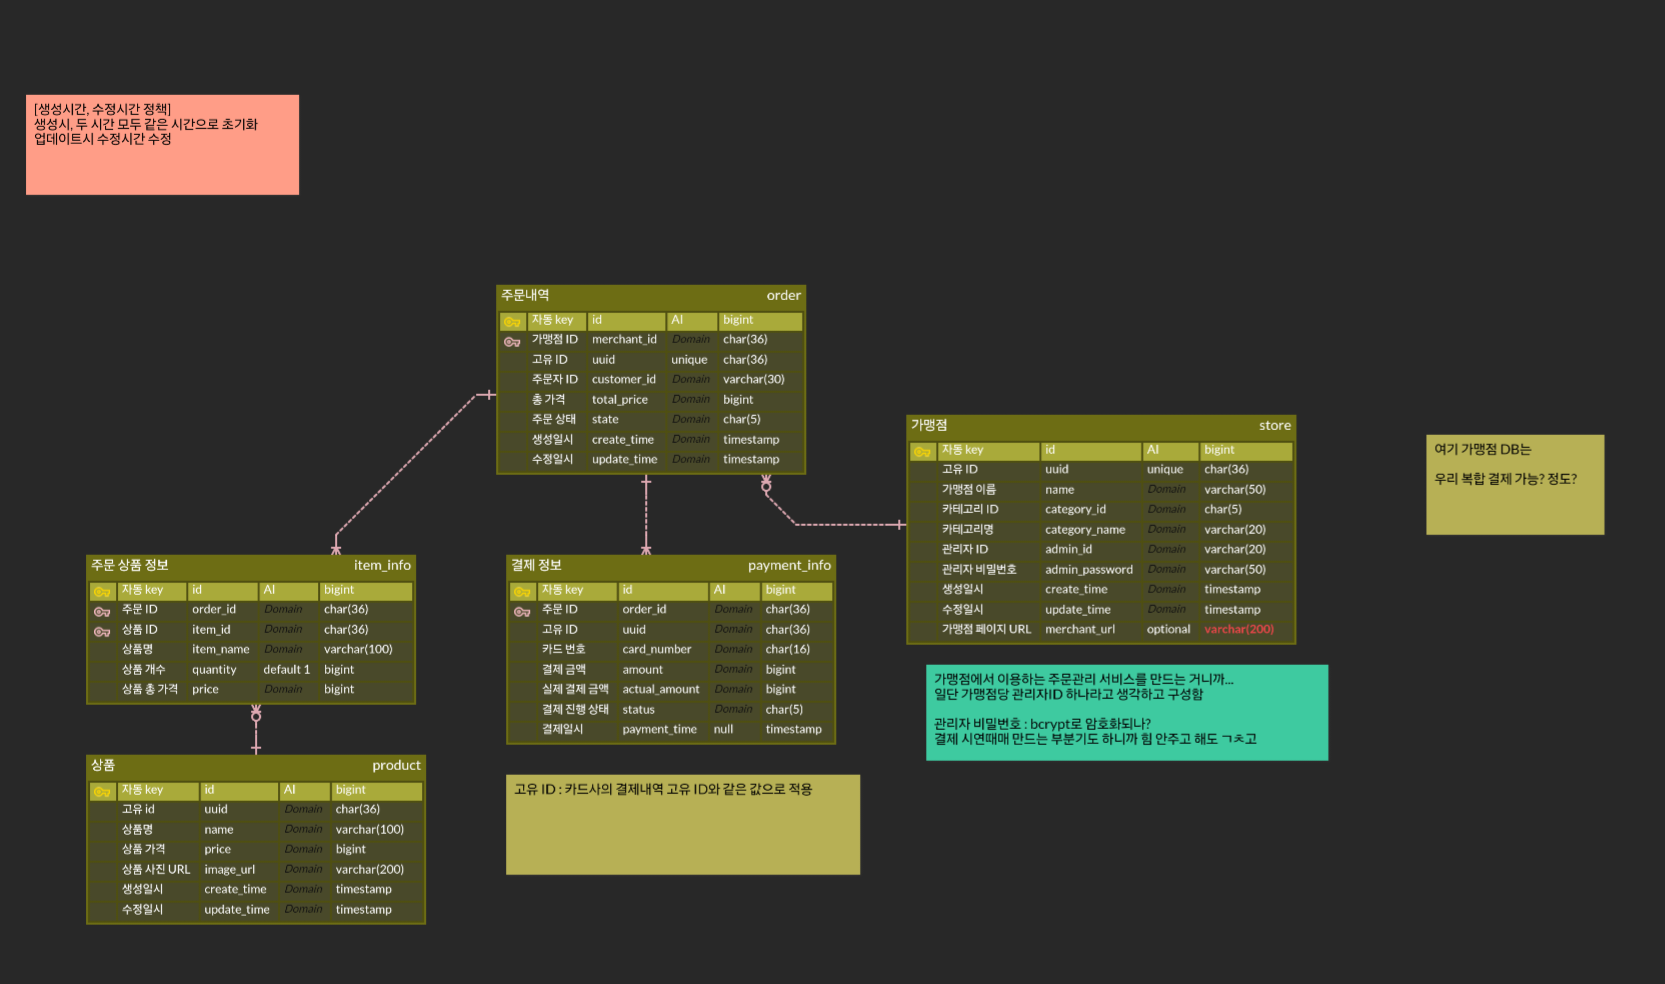 [생성시간, 수정시간 정책]
생성시, 두 시간 모두 같은 시간으로 초기화
업데이트시 수정시간 수정
주문내역 order
자동 key id AI bigint
가맹점 ID merchant_id Domain char(36)
고유 ID uuid unique char(36)
주문자 ID customer_id Domain varchar(30)
총 가격 total_price Domain bigint
주문 상태 state Domain char(5)
생성일시 create_time Domain timestamp
수정일시 update_time Domain timestamp
가맹점 store
자동 key id AI bigint
고유 ID uuid unique char(36)
가맹점 이름 name Domain varchar(50)
카테고리 ID category_id Domain char(5)
카테고리명 category_name Domain varchar(20)
관리자 ID admin_id Domain varchar(20)
관리자 비밀번호 admin_password Domain varchar(50)
생성일시 create_time Domain timestamp
수정일시 update_time Domain timestamp
가맹점 페이지 URL merchant_url optional varchar(200)
여기 가맹점 DB는
우리 복합 결제 가능? 정도?
주문 상품 정보 item_info
자동 key id AI bigint
주문 ID order_id Domain char(36)
상품 ID item_id Domain char(36)
상품명 item_name Domain varchar(100)
상품 개수 quantity default 1 bigint
상품 총 가격 price Domain bigint
결제 정보 payment_info
자동 key id AI bigint
주문 ID order_id Domain char(36)
고유 ID uuid Domain char(36)
카드 번호 card_number Domain char(16)
결제 금액 amount Domain bigint
실제 결제 금액 actual_amount Domain bigint
결제 진행 상태 status Domain char(5)
결제일시 payment_time null timestamp
가맹점에서 이용하는 주문관리 서비스를 만드는 거니까...
일단 가맹점당 관리자ID 하나라고 생각하고 구성함
관리자 비밀번호 : bcrypt로 암호화되나?
결제 시연때매 만드는 부분기도 하니까 힘 안주고 해도 ㄱㅊ고
상품 product
자동 key id AI bigint
고유 id uuid Domain char(36)
상품명 name Domain varchar(100)
상품 가격 price Domain bigint
상품 사진 URL image_url Domain varchar(200)
생성일시 create_time Domain timestamp
수정일시 update_time Domain timestamp
고유 ID : 카드사의 결제내역 고유 ID와 같은 값으로 적용